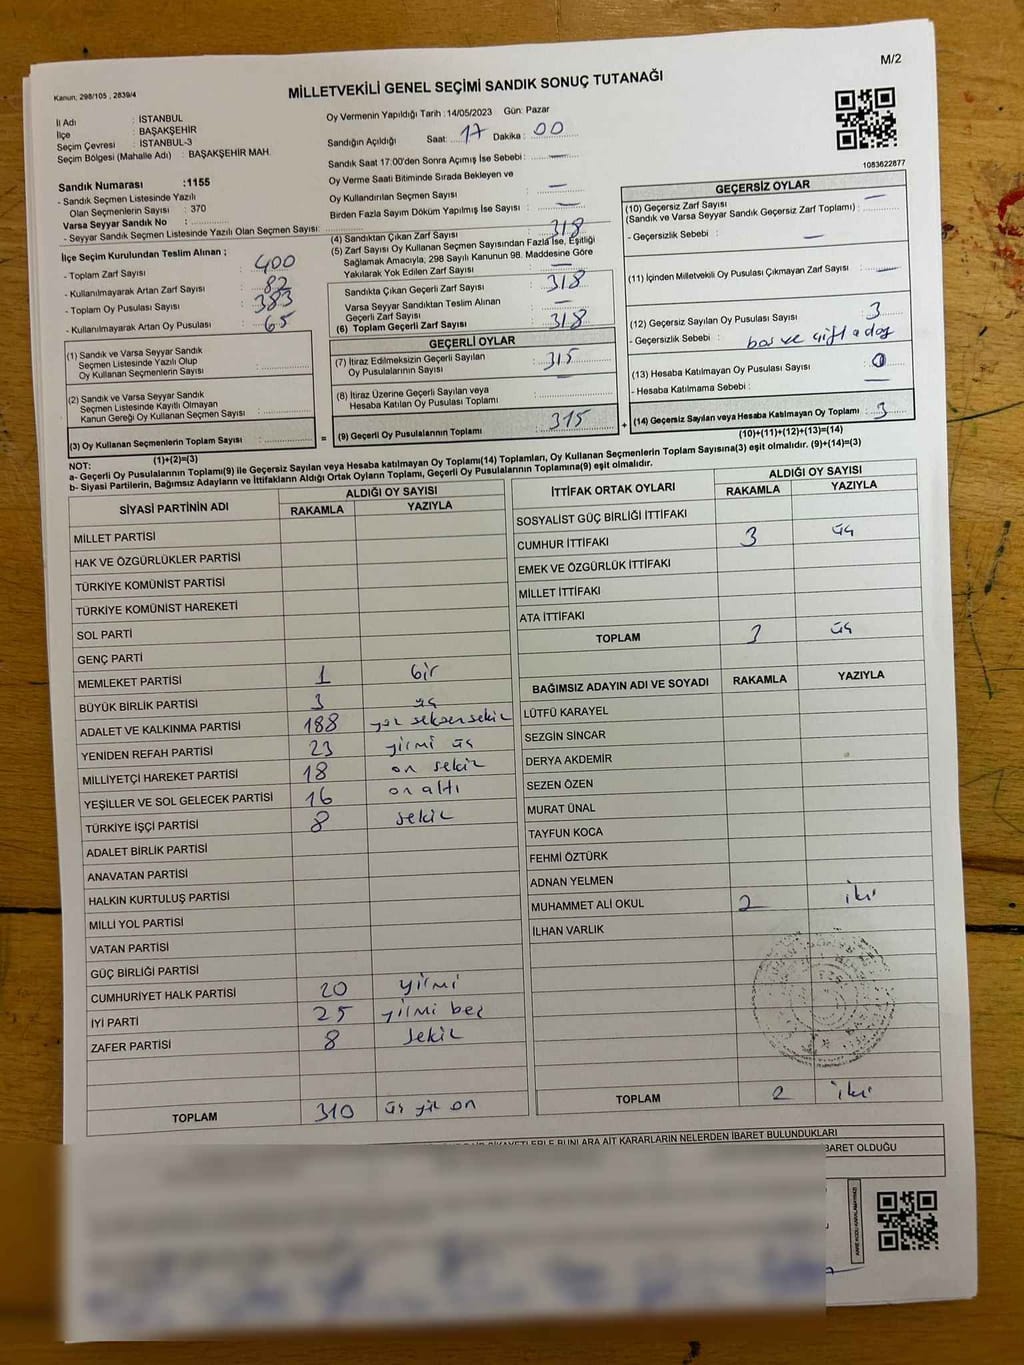 M/2
Kanun, 298/105 , 2839/4
MİLLETVEKİLİ GENEL SEÇİMİ SANDIK SONUÇ TUTANAĞI
İl Adı : İSTANBUL
İlçe : BAŞAKŞEHİR
Seçim Çevresi : İSTANBUL-3
Seçim Bölgesi (Mahalle Adı) : BAŞAKŞEHİR MAH.
Sandık Numarası :1155
- Sandık Seçmen Listesinde Yazılı
Olan Seçmenlerin Sayısı : 370
Varsa Seyyar Sandık No :
- Seyyar Sandık Seçmen Listesinde Yazılı Olan Seçmen Sayısı:
Oy Vermenin Yapıldığı Tarih :14/05/2023 Gün: Pazar
Sandığın Açıldığı Saat: 17 Dakika : 00
Sandık Saat 17:00'den Sonra Açımış İse Sebebi : —
Oy Verme Saati Bitiminde Sırada Bekleyen ve
Oy Kullandırılan Seçmen Sayısı : —
Birden Fazla Sayım Döküm Yapılmış İse Sayısı : —
1083622877
İlçe Seçim Kurulundan Teslim Alınan ;
- Toplam Zarf Sayısı : 400
- Kullanılmayarak Artan Zarf Sayısı : 82
- Toplam Oy Pusulası Sayısı : 383
- Kullanılmayarak Artan Oy Pusulası : 65
(4) Sandıktan Çıkan Zarf Sayısı : 318
(5) Zarf Sayısı Oy Kullanan Seçmen Sayısından Fazla İse, Eşitliği
Sağlamak Amacıyla, 298 Sayılı Kanunun 98. Maddesine Göre
Yakılarak Yok Edilen Zarf Sayısı : —
Sandıkta Çıkan Geçerli Zarf Sayısı : 318
Varsa Seyyar Sandıktan Teslim Alınan
Geçerli Zarf Sayısı : —
(6) Toplam Geçerli Zarf Sayısı : 318
GEÇERSİZ OYLAR
(10) Geçersiz Zarf Sayısı
(Sandık ve Varsa Seyyar Sandık Geçersiz Zarf Toplamı) : —
- Geçersizlik Sebebi : —
(11) İçinden Milletvekili Oy Pusulası Çıkmayan Zarf Sayısı : —
(12) Geçersiz Sayılan Oy Pusulası Sayısı : 3
- Geçersizlik Sebebi : boş ve
(13) Hesaba Katılmayan Oy Pusulası Sayısı : 0
- Hesaba Katılmama Sebebi : —
(14) Geçersiz Sayılan veya Hesaba Katılmayan Oy Toplamı : 3
(10)+(11)+(12)+(13)=(14)
(1) Sandık ve Varsa Seyyar Sandık
Seçmen Listesinde Yazılı Olup
Oy Kullanan Seçmenlerin Sayısı :
(2) Sandık ve Varsa Seyyar Sandık
Seçmen Listesinde Kayıtlı Olmayan
Kanun Gereği Oy Kullanan Seçmen Sayısı :
(3) Oy Kullanan Seçmenlerin Toplam Sayısı :
(1)+(2)=(3)
=
GEÇERLİ OYLAR
(7) İtiraz Edilmeksizin Geçerli Sayılan
Oy Pusulasının Sayısı : 315
(8) İtiraz Üzerine Geçerli Sayılan veya
Hesaba Katılan Oy Pusulası Toplamı : —
(9) Geçerli Oy Pusulalarının Toplamı : 315
+
NOT:
a- Geçerli Oy Pusulalarının Toplamı(9) ile Geçersiz Sayılan veya Hesaba katılmayan Oy Toplamı(14) Toplamları, Oy Kullanan Seçmenlerin Toplam Sayısına(3) eşit olmalıdır. (9)+(14)=(3)
b- Siyasi Partilerin, Bağımsız Adayların ve İttifakların Aldığı Ortak Oyların Toplamı, Geçerli Oy Pusulalarının Toplamına(9) eşit olmalıdır.
SİYASİ PARTİNİN ADI
ALDIĞI OY SAYISI
RAKAMLA YAZIYLA
MİLLET PARTİSİ
HAK VE ÖZGÜRLÜKLER PARTİSİ
TÜRKİYE KOMÜNİST PARTİSİ
TÜRKİYE KOMÜNİST HAREKETİ
SOL PARTİ
GENÇ PARTİ
MEMLEKET PARTİSİ 1 bir
BÜYÜK BİRLİK PARTİSİ 3 üç
ADALET VE KALKINMA PARTİSİ 188 yüz seksensekiz
YENİDEN REFAH PARTİSİ 23 yirmi üç
MİLLİYETÇİ HAREKET PARTİSİ 18 on sekiz
YEŞİLLER VE SOL GELECEK PARTİSİ 16 on altı
TÜRKİYE İŞÇİ PARTİSİ 8 sekiz
ADALET BİRLİK PARTİSİ
ANAVATAN PARTİSİ
HALKIN KURTULUŞ PARTİSİ
MİLLİ YOL PARTİSİ
VATAN PARTİSİ
GÜÇ BİRLİĞİ PARTİSİ
CUMHURİYET HALK PARTİSİ 20 yirmi
İYİ PARTİ 25 yirmi beş
ZAFER PARTİSİ 8 sekiz
TOPLAM 310 üç yüz on
İTTİFAK ORTAK OYLARI
ALDIĞI OY SAYISI
RAKAMLA YAZIYLA
SOSYALİST GÜÇ BİRLİĞİ İTTİFAKI
CUMHUR İTTİFAKI 3 üç
EMEK VE ÖZGÜRLÜK İTTİFAKI
MİLLET İTTİFAKI
ATA İTTİFAKI
TOPLAM 3 üç
BAĞIMSIZ ADAYIN ADI VE SOYADI RAKAMLA YAZIYLA
LÜTFÜ KARAYEL
SEZGİN SİNCAR
DERYA AKDEMİR
SEZEN ÖZEN
MURAT ÜNAL
TAYFUN KOCA
FEHMİ ÖZTÜRK
ADNAN YELMEN
MUHAMMET ALİ OKUL 2 iki
İLHAN VARLIK
TOPLAM 2 iki
ŞİKAYETLERLE BUNLARA AİT KARARLARIN NELERDEN İBARET BULUNDUKLARI
BARET OLDUĞU